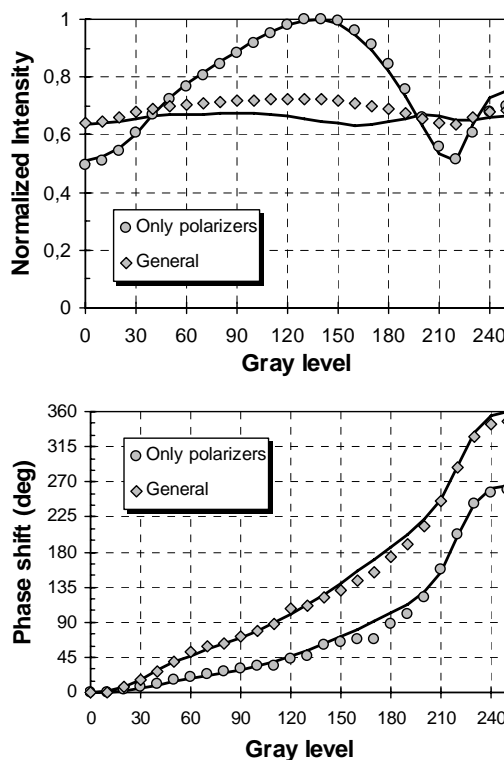 Normalized Intensity
1
0,8
0,6
0,4
0,2
0
Only polarizers
General
0 30 60 90 120 150 180 210 240
Gray level
Phase shift (deg)
360
315
270
225
180
135
90
45
0
Only polarizers
General
0 30 60 90 120 150 180 210 240
Gray level